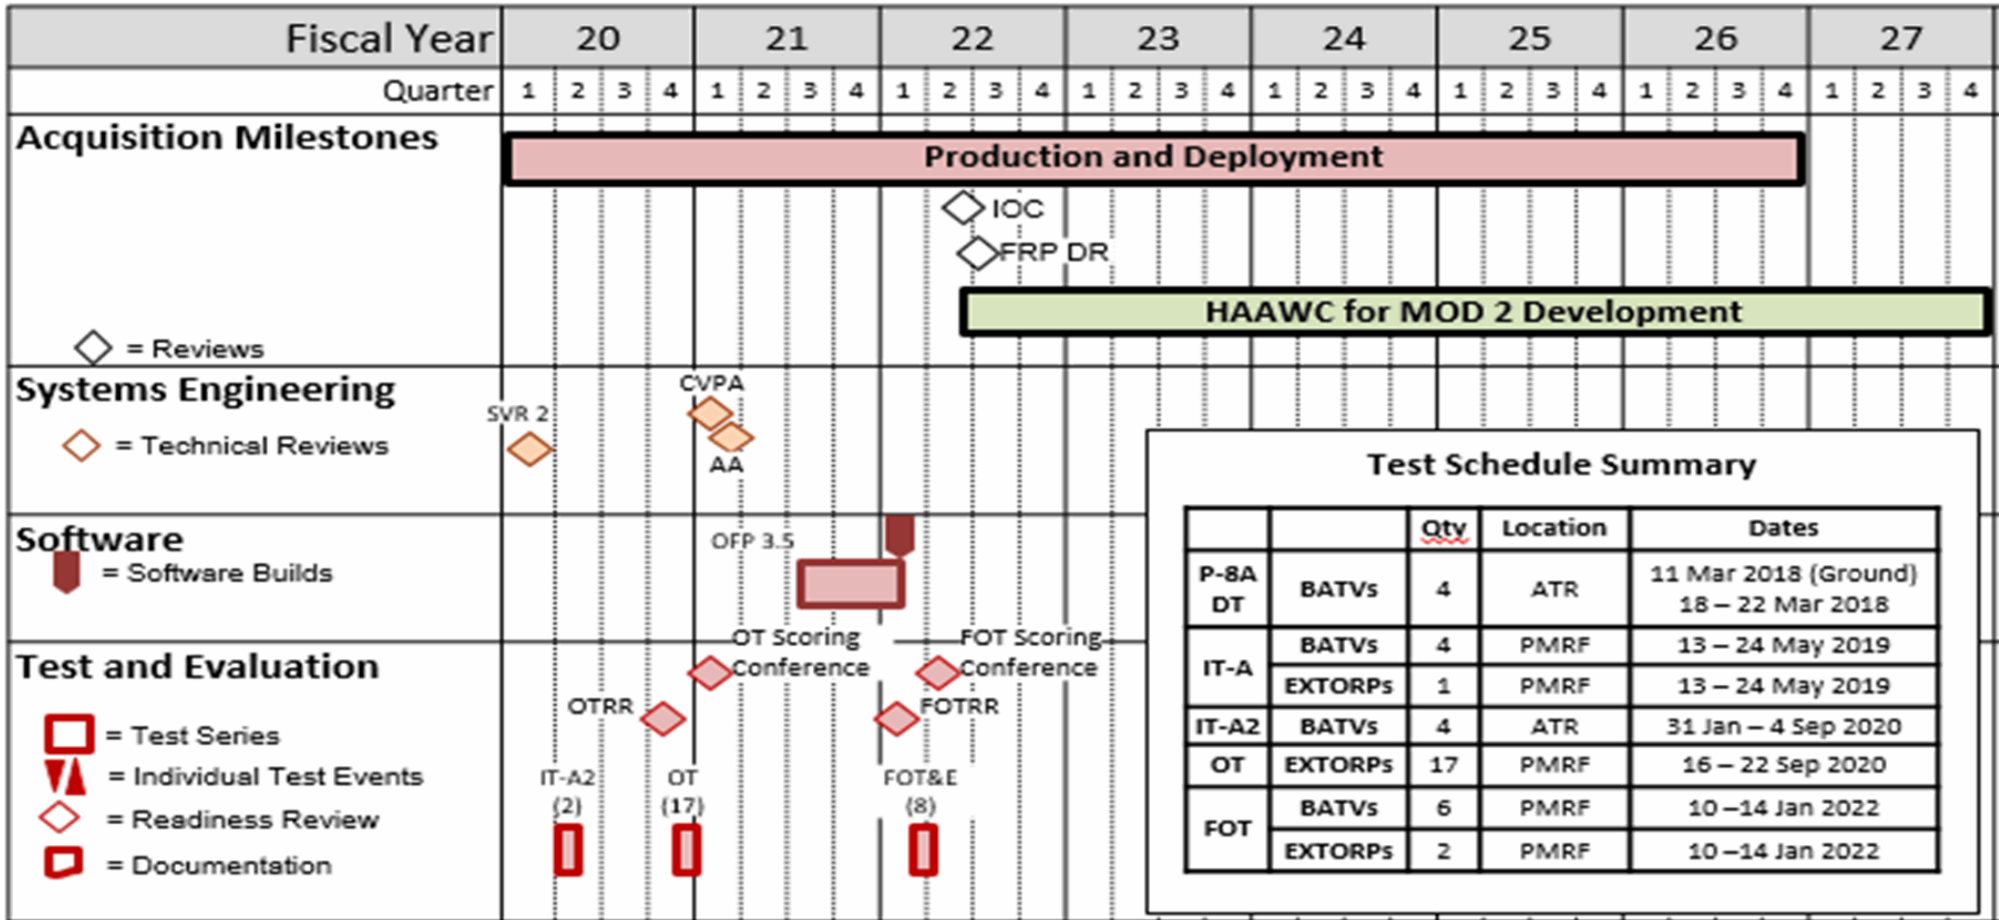 Fiscal Year 20 21 22 23 24 25 26 27
Quarter 1 2 3 4 1 2 3 4 1 2 3 4 1 2 3 4 1 2 3 4 1 2 3 4 1 2 3 4 1 2 3 4
Acquisition Milestones
Production and Deployment
IOC
FRP DR
HAAWC for MOD 2 Development
= Reviews
Systems Engineering
= Technical Reviews
SVR 2
CVPA
AA
Software
= Software Builds
OFP 3.5
Test and Evaluation
= Test Series
= Individual Test Events
= Readiness Review
= Documentation
OT Scoring
Conference
FOT Scoring
Conference
OTRR
FOTRR
IT-A2
(2)
OT
(17)
FOT&E
(8)
Test Schedule Summary
Qty Location Dates
P-8A
DT
BATVs 4 ATR
11 Mar 2018 (Ground)
18 – 22 Mar 2018
IT-A
BATVs 4 PMRF 13 – 24 May 2019
EXTORPs 1 PMRF 13 – 24 May 2019
IT-A2 BATVs 4 ATR 31 Jan – 4 Sep 2020
OT EXTORPs 17 PMRF 16 – 22 Sep 2020
FOT
BATVs 6 PMRF 10 –14 Jan 2022
EXTORPs 2 PMRF 10 –14 Jan 2022